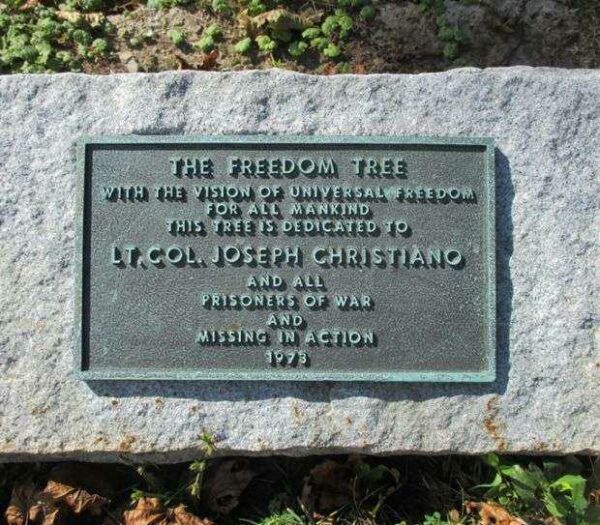 THE FREEDOM TREE
WITH THE VISION OF UNIVERSAL FREEDOM
FOR ALL MANKIND
THIS TREE IS DEDICATED TO
LT. COL. JOSEPH CHRISTIANO
AND ALL
PRISONERS OF WAR
AND
MISSING IN ACTION
1973